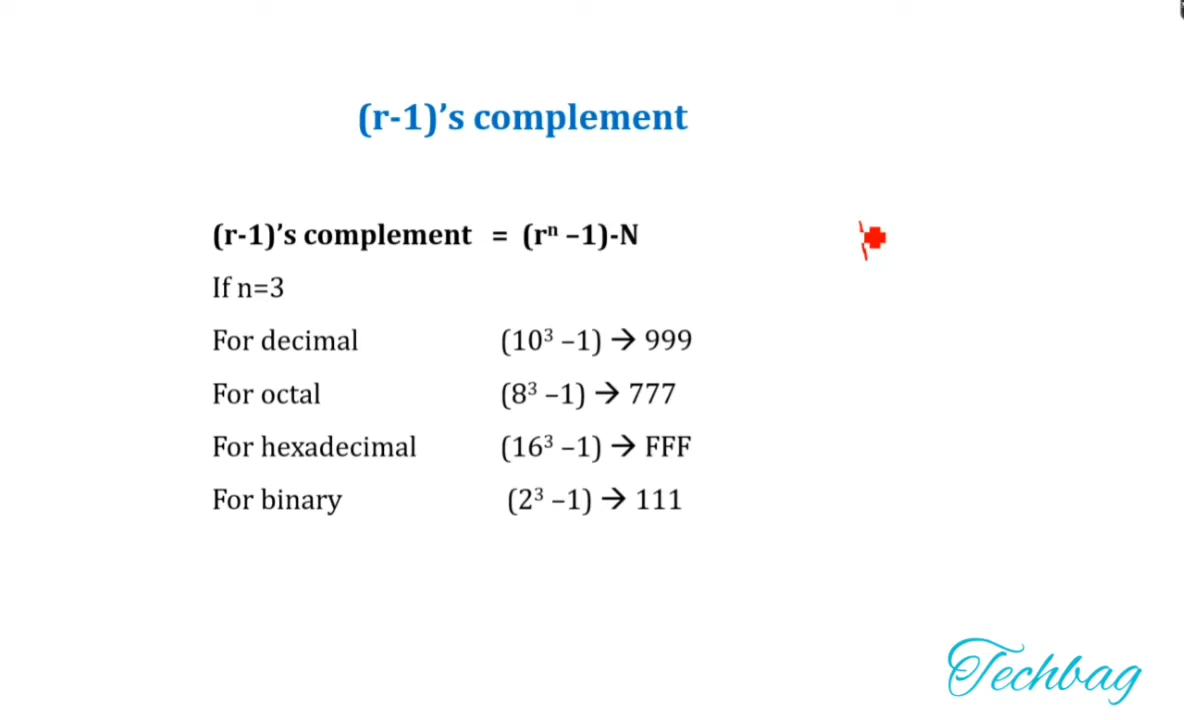 (r-1)’s complement
(r-1)’s complement = (rⁿ –1)-N
If n=3
For decimal (10³ –1) → 999
For octal (8³ –1) → 777
For hexadecimal (16³ –1) → FFF
For binary (2³ –1) → 111
Techbag